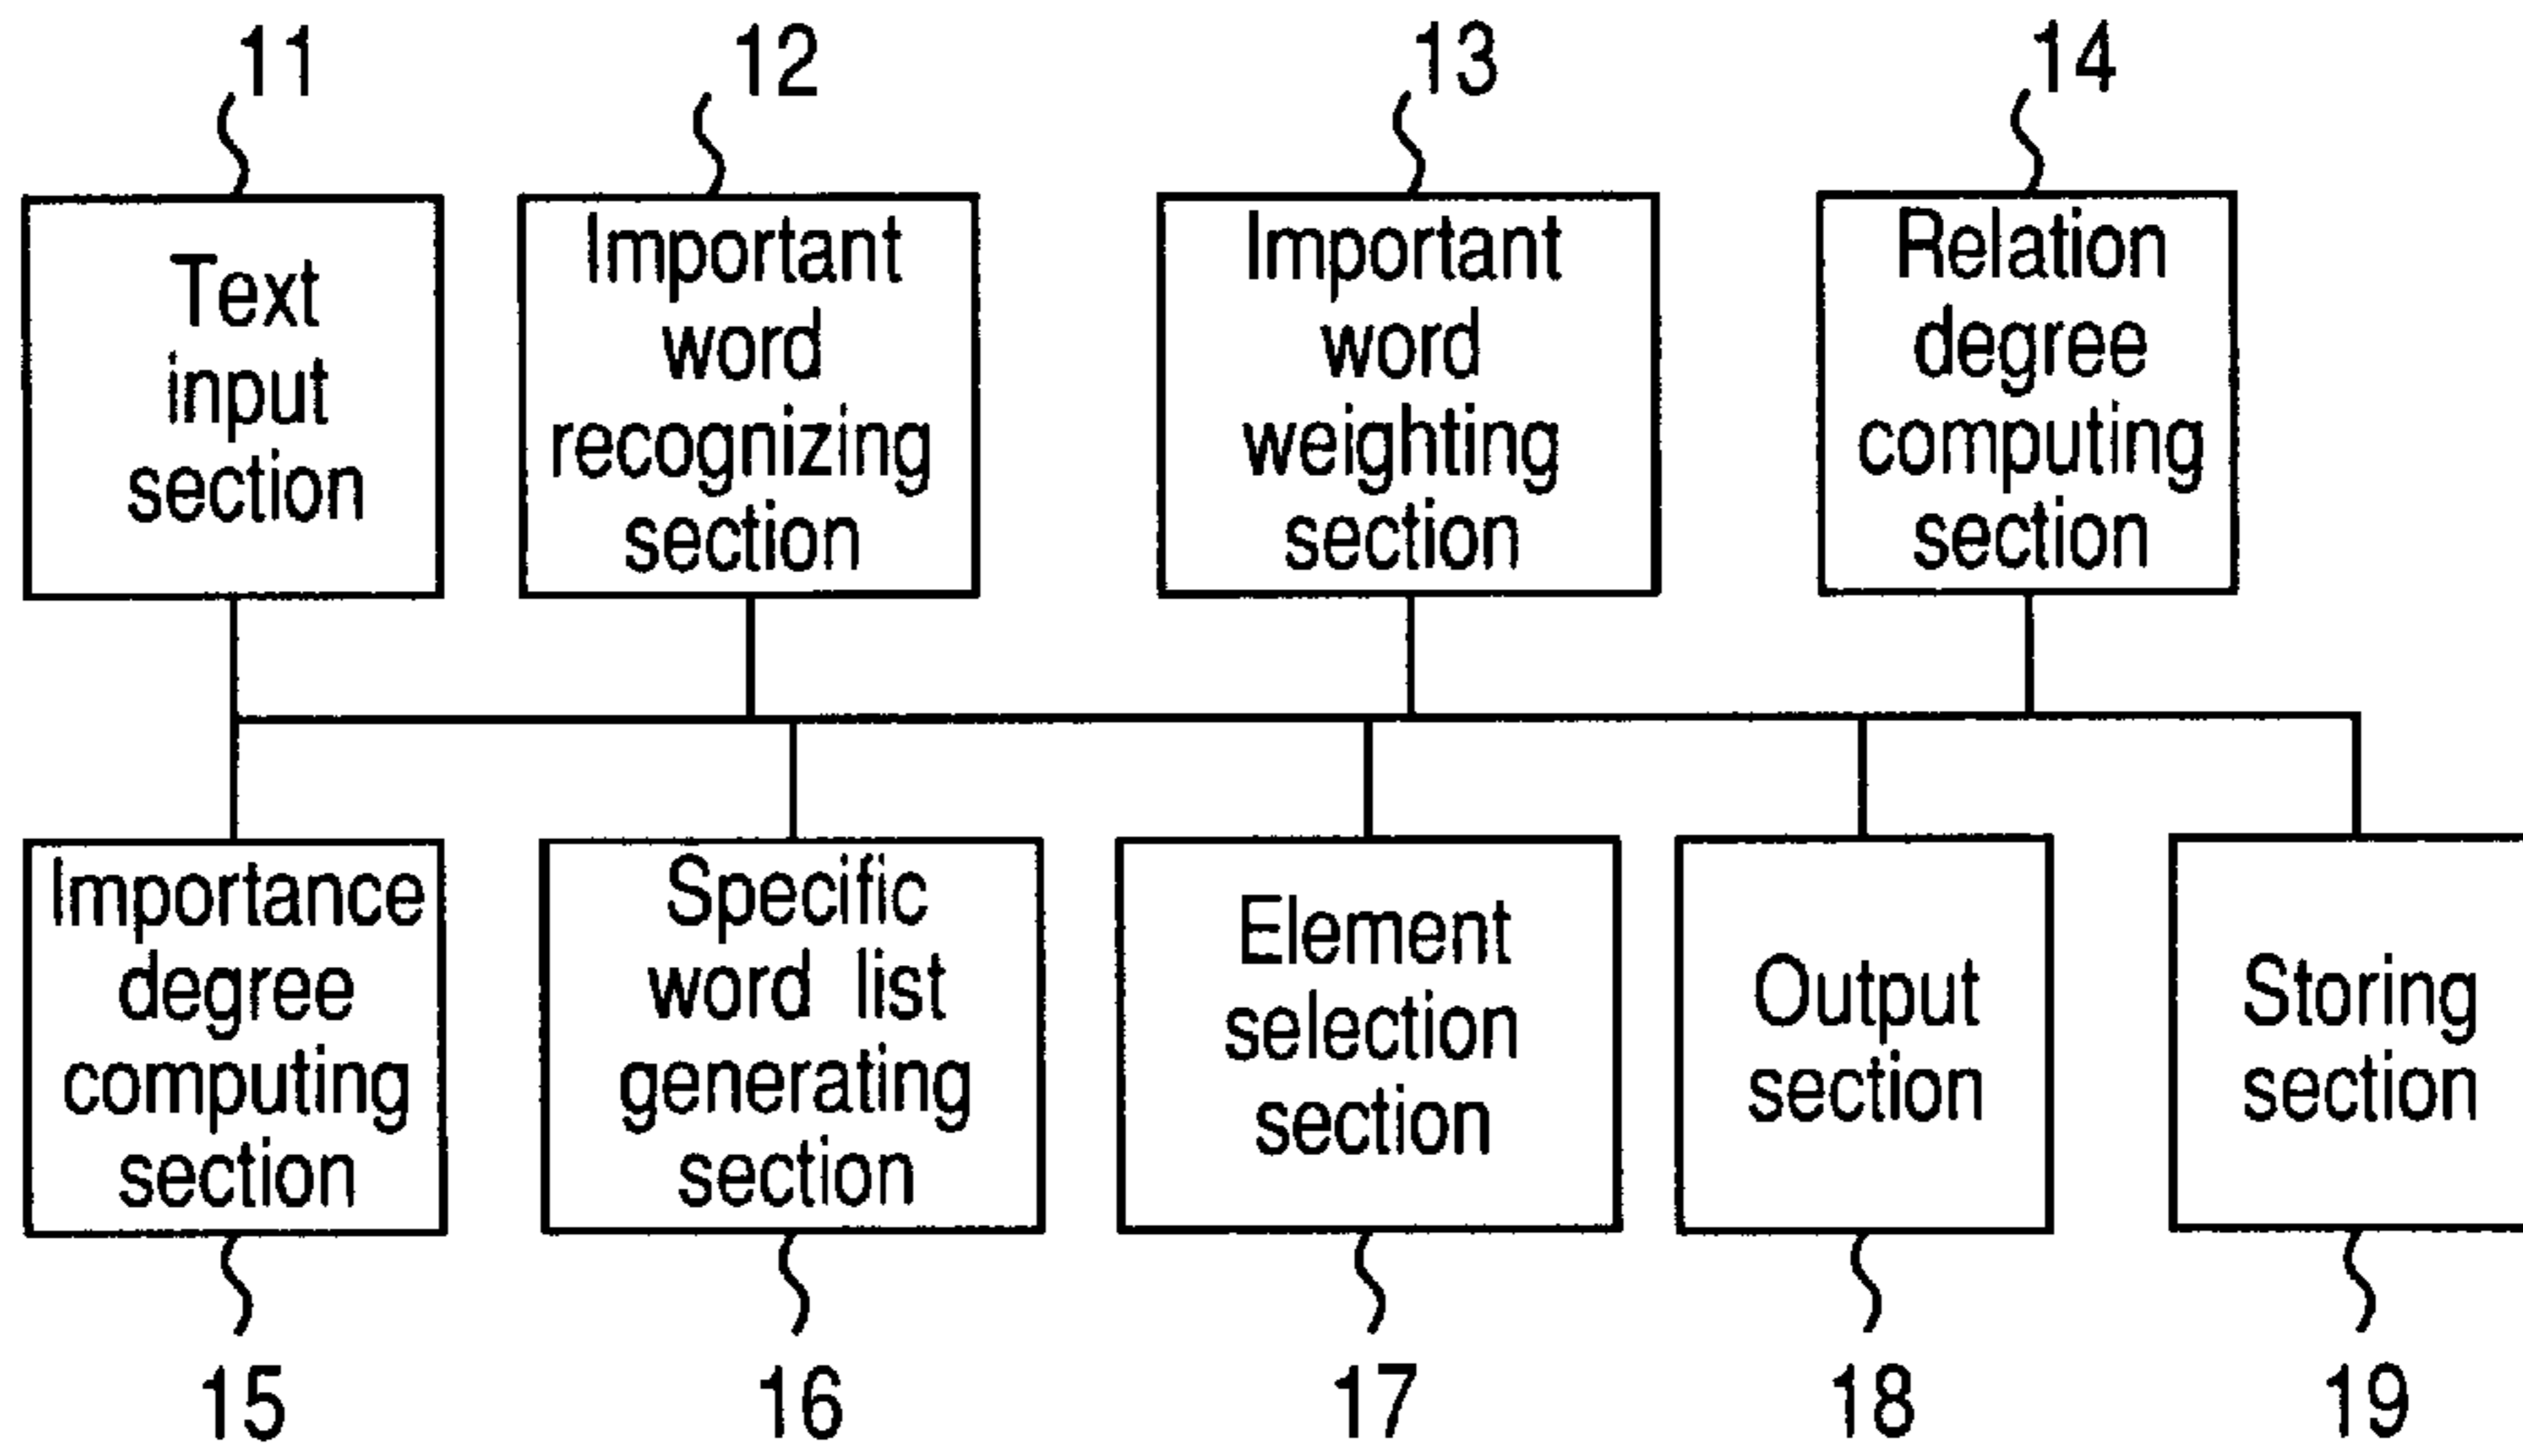 11
12
13
14
Text
input
section
Important
word
recognizing
section
Important
word
weighting
section
Relation
degree
computing
section
Importance
degree
computing
section
Specific
word list
generating
section
Element
selection
section
Output
section
Storing
section
15
16
17
18
19